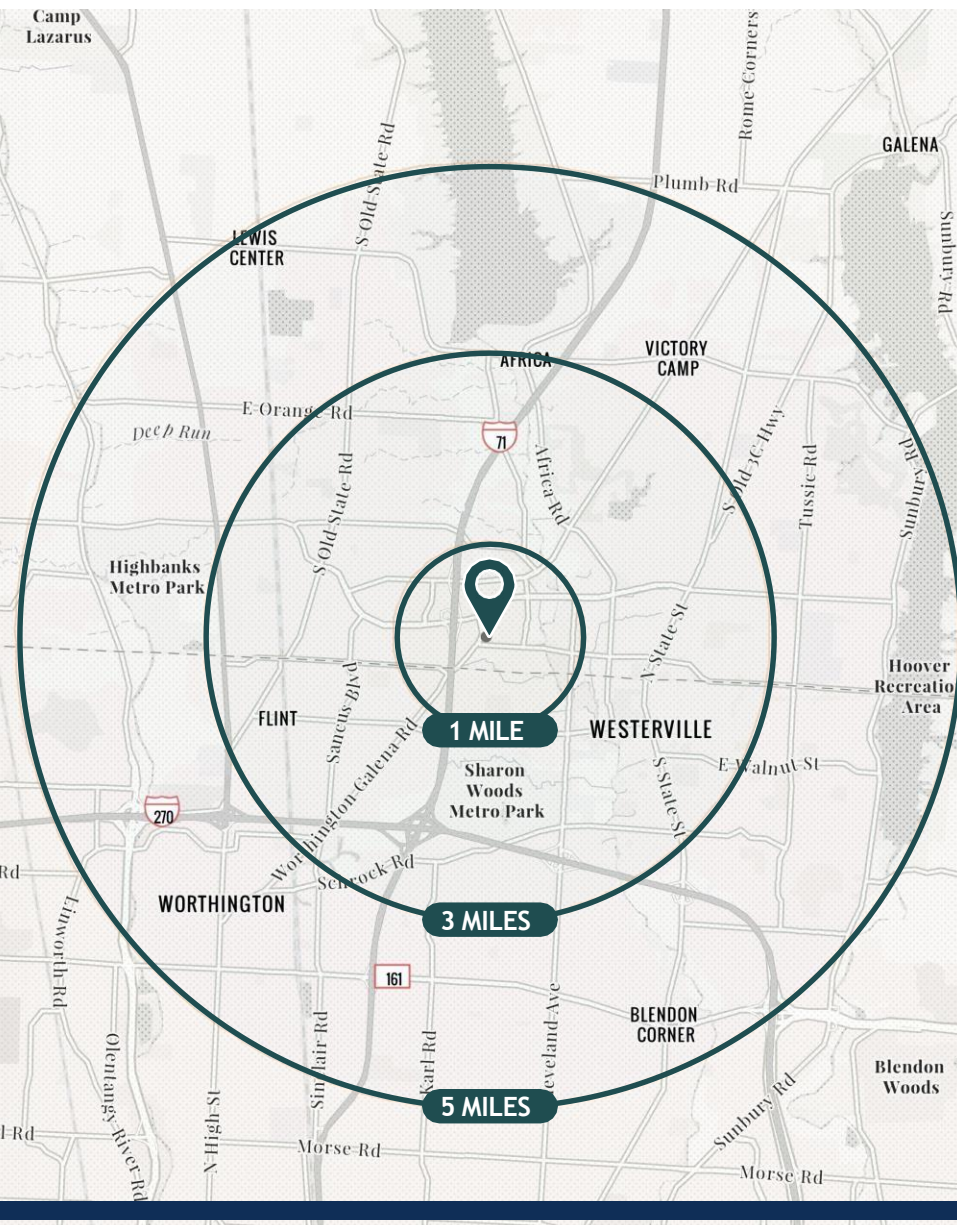 Camp
Lazarus
Rome Corners
GALENA
S Old State Rd
Plumb Rd
Sunbury Rd
LEWIS
CENTER
AFRICA
VICTORY
CAMP
E Orange Rd
Deep Run
71
Africa Rd
S Old 3C Hwy
Tussic Rd
Sunbury Rd
S Old State Rd
Highbanks
Metro Park
N State St
Hoover
Recreatio
Area
Sancus Blvd
FLINT
1 MILE
WESTERVILLE
Worthington Galena Rd
Sharon
Woods
Metro Park
S State St
E Walnut St
270
Schrock Rd
Rd
WORTHINGTON
3 MILES
Linworth Rd
161
BLENDON
CORNER
Olentangy River Rd
Sinclair Rd
Karl Rd
eveland Ave
Blendon
Woods
5 MILES
N High St
Sunbury Rd
l Rd
Morse Rd
Morse Rd